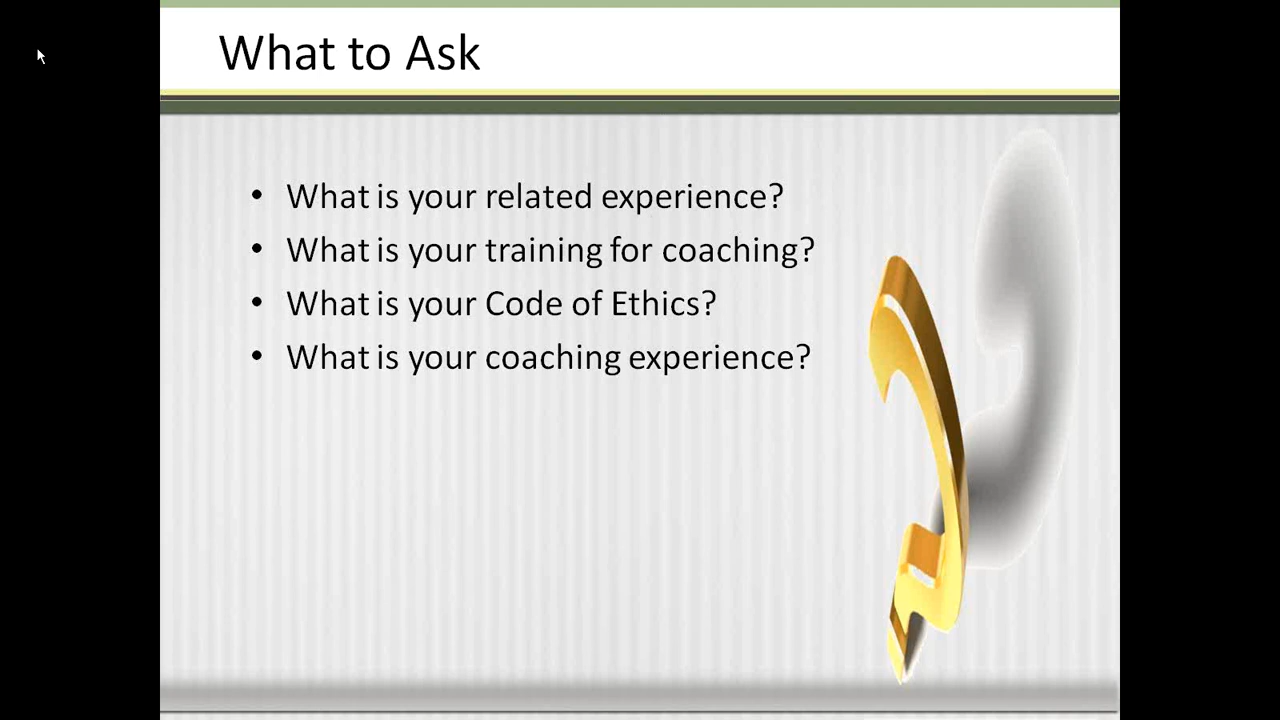 What to Ask
• What is your related experience?
• What is your training for coaching?
• What is your Code of Ethics?
• What is your coaching experience?